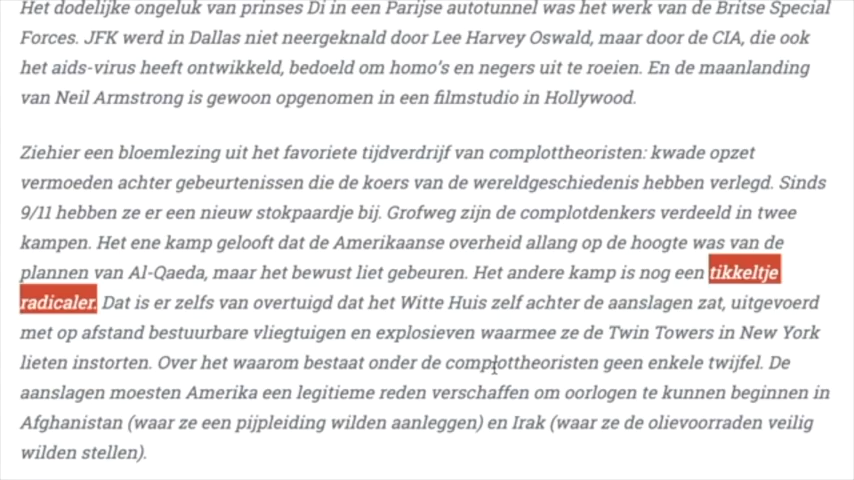 Het dodelijke ongeluk van prinses Di in een Parijse autotunnel was het werk van de Britse Special
Forces. JFK werd in Dallas niet neergeknald door Lee Harvey Oswald, maar door de CIA, die ook
het aids-virus heeft ontwikkeld, bedoeld om homo's en negers uit te roeien. En de maanlanding
van Neil Armstrong is gewoon opgenomen in een filmstudio in Hollywood.
Ziehier een bloemlezing uit het favoriete tijdverdrijf van complottheoristen: kwade opzet
vermoeden achter gebeurtenissen die de koers van de wereldgeschiedenis hebben verlegd. Sinds
9/11 hebben ze er een nieuw stokpaardje bij. Grofweg zijn de complotdenkers verdeeld in twee
kampen. Het ene kamp gelooft dat de Amerikaanse overheid allang op de hoogte was van de
plannen van Al-Qaeda, maar het bewust liet gebeuren. Het andere kamp is nog een tikkeltje
radicaler. Dat is er zelfs van overtuigd dat het Witte Huis zelf achter de aanslagen zat, uitgevoerd
met op afstand bestuurbare vliegtuigen en explosieven waarmee ze de Twin Towers in New York
lieten instorten. Over het waarom bestaat onder de complottheoristen geen enkele twijfel. De
aanslagen moesten Amerika een legitieme reden verschaffen om oorlogen te kunnen beginnen in
Afghanistan (waar ze een pijpleiding wilden aanleggen) en Irak (waar ze de olievoorraden veilig
wilden stellen).